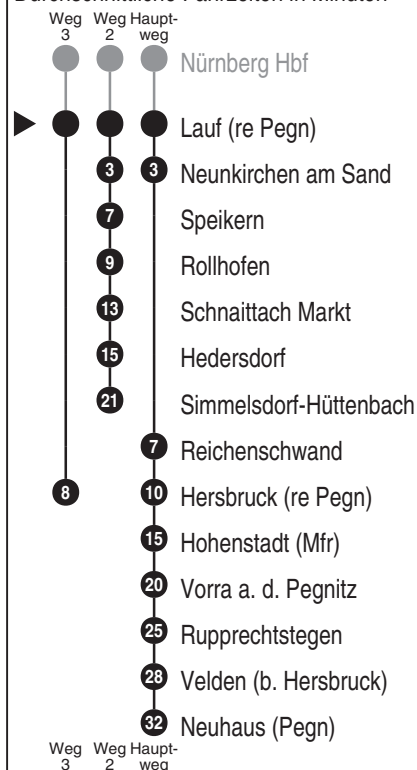 Durchschnittliche Fahrzeiten in Minuten
Weg Weg Haupt-
3 2 weg
Nürnberg Hbf
Lauf (re Pegn)
3 3 Neunkirchen am Sand
7 Speikern
9 Rollhofen
13 Schnaittach Markt
15 Hedersdorf
21 Simmelsdorf-Hüttenbach
7 Reichenschwand
8 10 Hersbruck (re Pegn)
15 Hohenstadt (Mfr)
20 Vorra a. d. Pegnitz
25 Rupprechtstegen
28 Velden (b. Hersbruck)
32 Neuhaus (Pegn)
Weg Weg Haupt-
3 2 weg